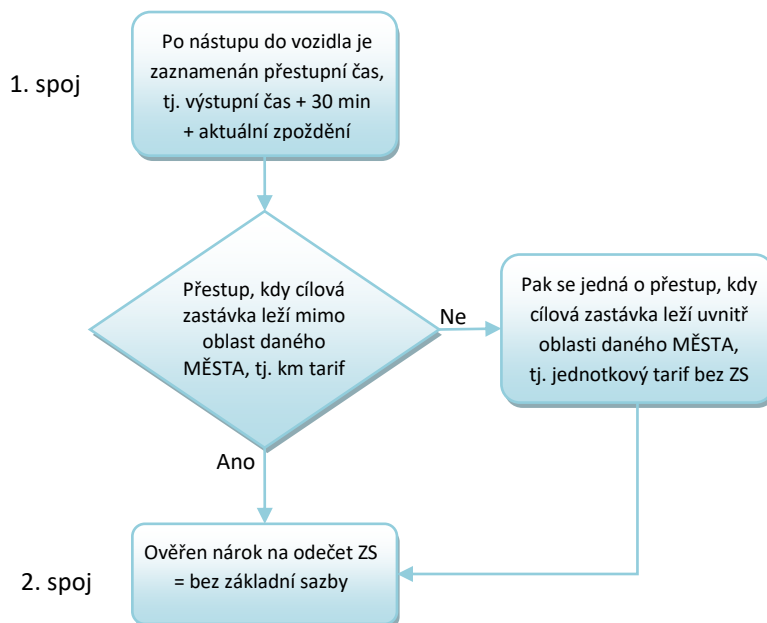 1. spoj
Po nástupu do vozidla je
zaznamenán přestupní čas,
tj. výstupní čas + 30 min
+ aktuální zpoždění
Přestup, kdy cílová
zastávka leží mimo
oblast daného
MĚSTA, tj. km tarif
Ne
Pak se jedná o přestup, kdy
cílová zastávka leží uvnitř
oblasti daného MĚSTA,
tj. jednotkový tarif bez ZS
Ano
2. spoj
Ověřen nárok na odečet ZS
= bez základní sazby